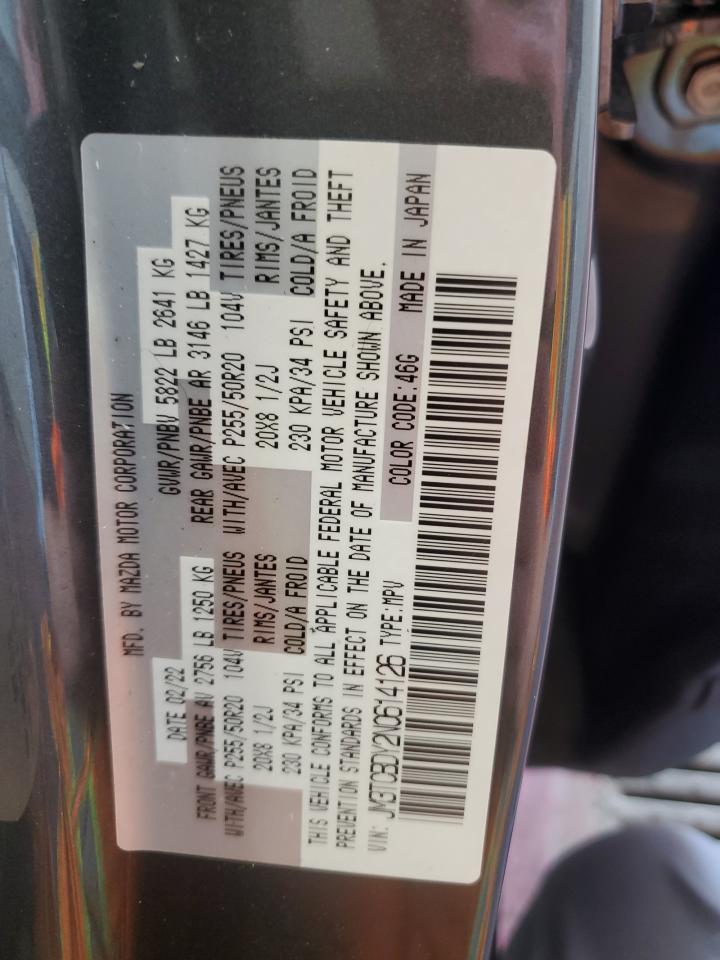 MFD. BY MAZDA MOTOR CORPORATION
DATE 02/22 GVWR/PNBV 5822 LB 2641 KG
FRONT GAWR/PNBE AV 2756 LB 1250 KG REAR GAWR/PNBE AR 3146 LB 1427 KG
WITH/AVEC P255/50R20 104V TIRES/PNEUS WITH/AVEC P255/50R20 104V TIRES/PNEUS
20X8 1/2J RIMS/JANTES 20X8 1/2J RIMS/JANTES
230 KPA/34 PSI COLD/A FROID 230 KPA/34 PSI COLD/A FROID
THIS VEHICLE CONFORMS TO ALL APPLICABLE FEDERAL MOTOR VEHICLE SAFETY AND THEFT
PREVENTION STANDARDS IN EFFECT ON THE DATE OF MANUFACTURE SHOWN ABOVE.
VIN: JM3TCBDY2N0614126 TYPE:MPV COLOR CODE:46G MADE IN JAPAN